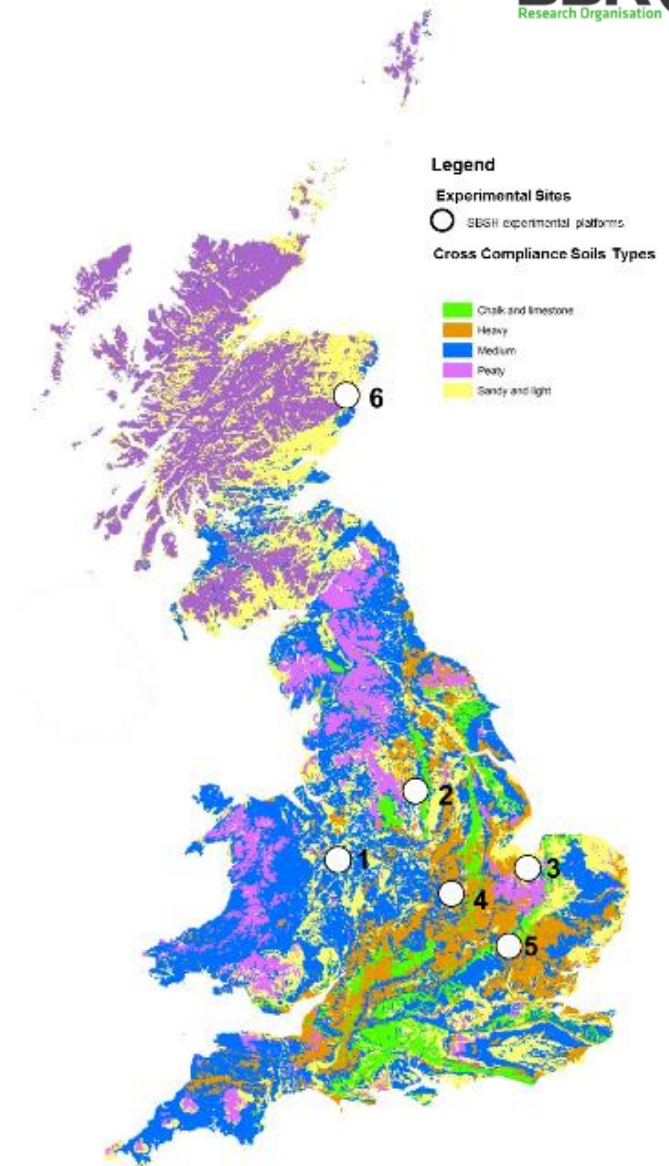 Research Organisation
Legend
Experimental Sites
SBSH experimental platforms
Cross Compliance Soils Types
Chalk and limestone
Heavy
Medium
Peaty
Sandy and light
6
2
1
3
4
5